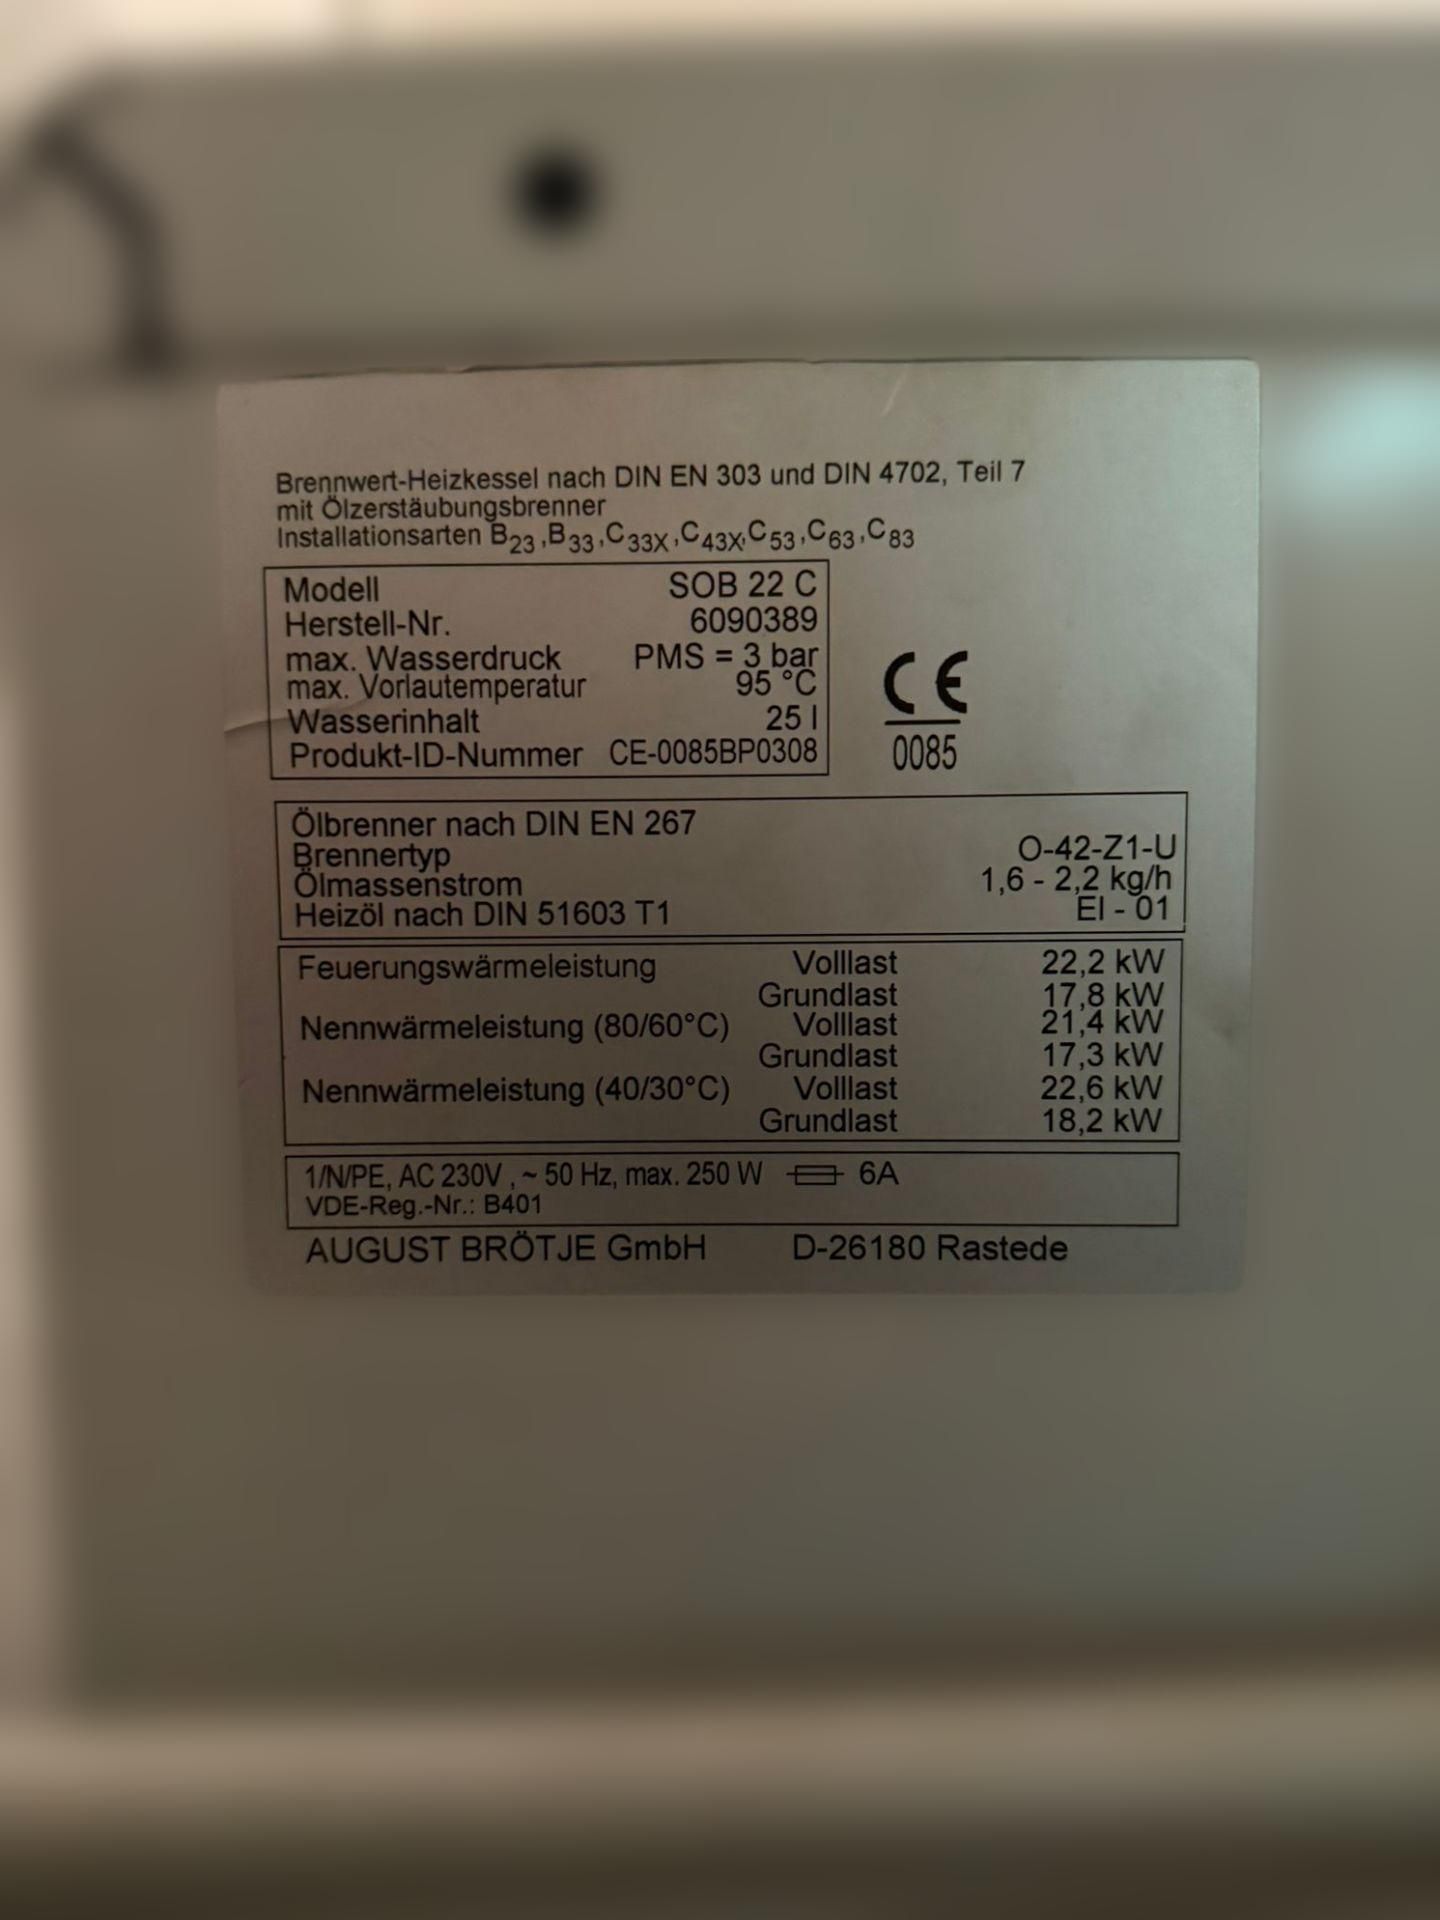 Brennwert-Heizkessel nach DIN EN 303 und DIN 4702, Teil 7
mit Ölzerstäubungsbrenner
Installationsarten B23,B33,C33X,C43X,C53,C63,C83
Modell SOB 22 C
Herstell-Nr. 6090389
max. Wasserdruck PMS = 3 bar
max. Vorlautemperatur 95 °C
Wasserinhalt 25 l
Produkt-ID-Nummer CE-0085BP0308
CE
0085
Ölbrenner nach DIN EN 267
Brennertyp O-42-Z1-U
Ölmassenstrom 1,6 - 2,2 kg/h
Heizöl nach DIN 51603 T1 El - 01
Feuerungswärmeleistung Volllast 22,2 kW
Grundlast 17,8 kW
Nennwärmeleistung (80/60°C) Volllast 21,4 kW
Grundlast 17,3 kW
Nennwärmeleistung (40/30°C) Volllast 22,6 kW
Grundlast 18,2 kW
1/N/PE, AC 230V , ~ 50 Hz, max. 250 W 6A
VDE-Reg.-Nr.: B401
AUGUST BRÖTJE GmbH D-26180 Rastede